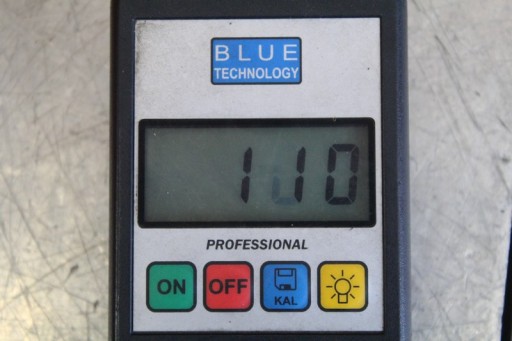 BLUE
TECHNOLOGY
110
PROFESSIONAL
ON OFF KAL